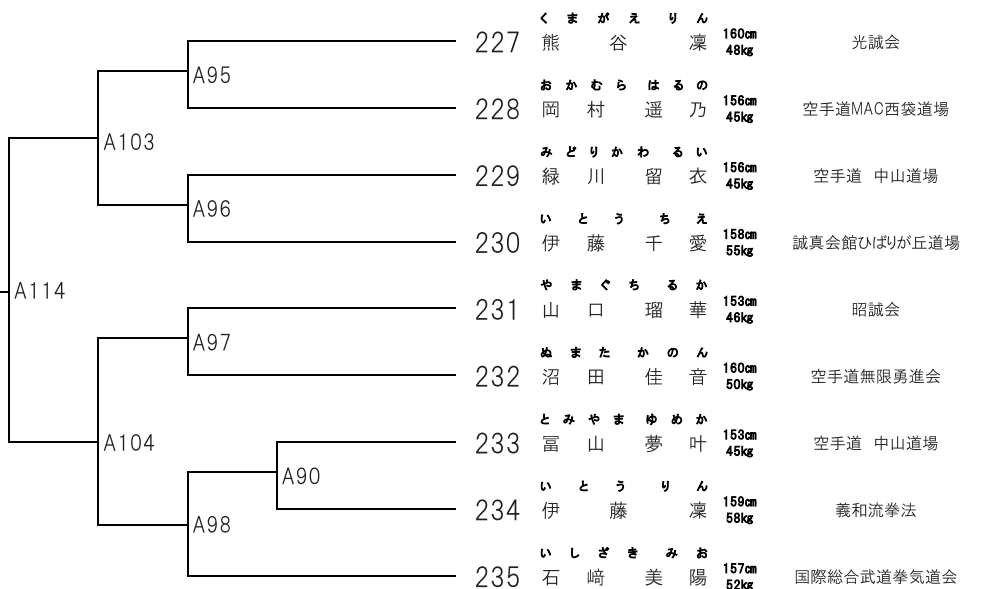 くまがえ りん
227 熊谷 凜 160cm 48kg 光誠会
A95
おかむら はるの
228 岡村 遥乃 156cm 45kg 空手道MAC西袋道場
A103
みどりかわ るい
229 緑川 留衣 156cm 45kg 空手道 中山道場
A96
いとう ちえ
230 伊藤 千愛 158cm 55kg 誠真会館ひばりが丘道場
A114
やまぐち るか
231 山口 瑠華 153cm 46kg 昭誠会
A97
ぬまた かのん
232 沼田 佳音 160cm 50kg 空手道無限勇進会
A104
とみやま ゆめか
233 冨山 夢叶 153cm 45kg 空手道 中山道場
A90
いとう りん
234 伊藤 凜 159cm 58kg 義和流拳法
A98
いしざき みお
235 石﨑 美陽 157cm 52kg 国際総合武道拳気道会